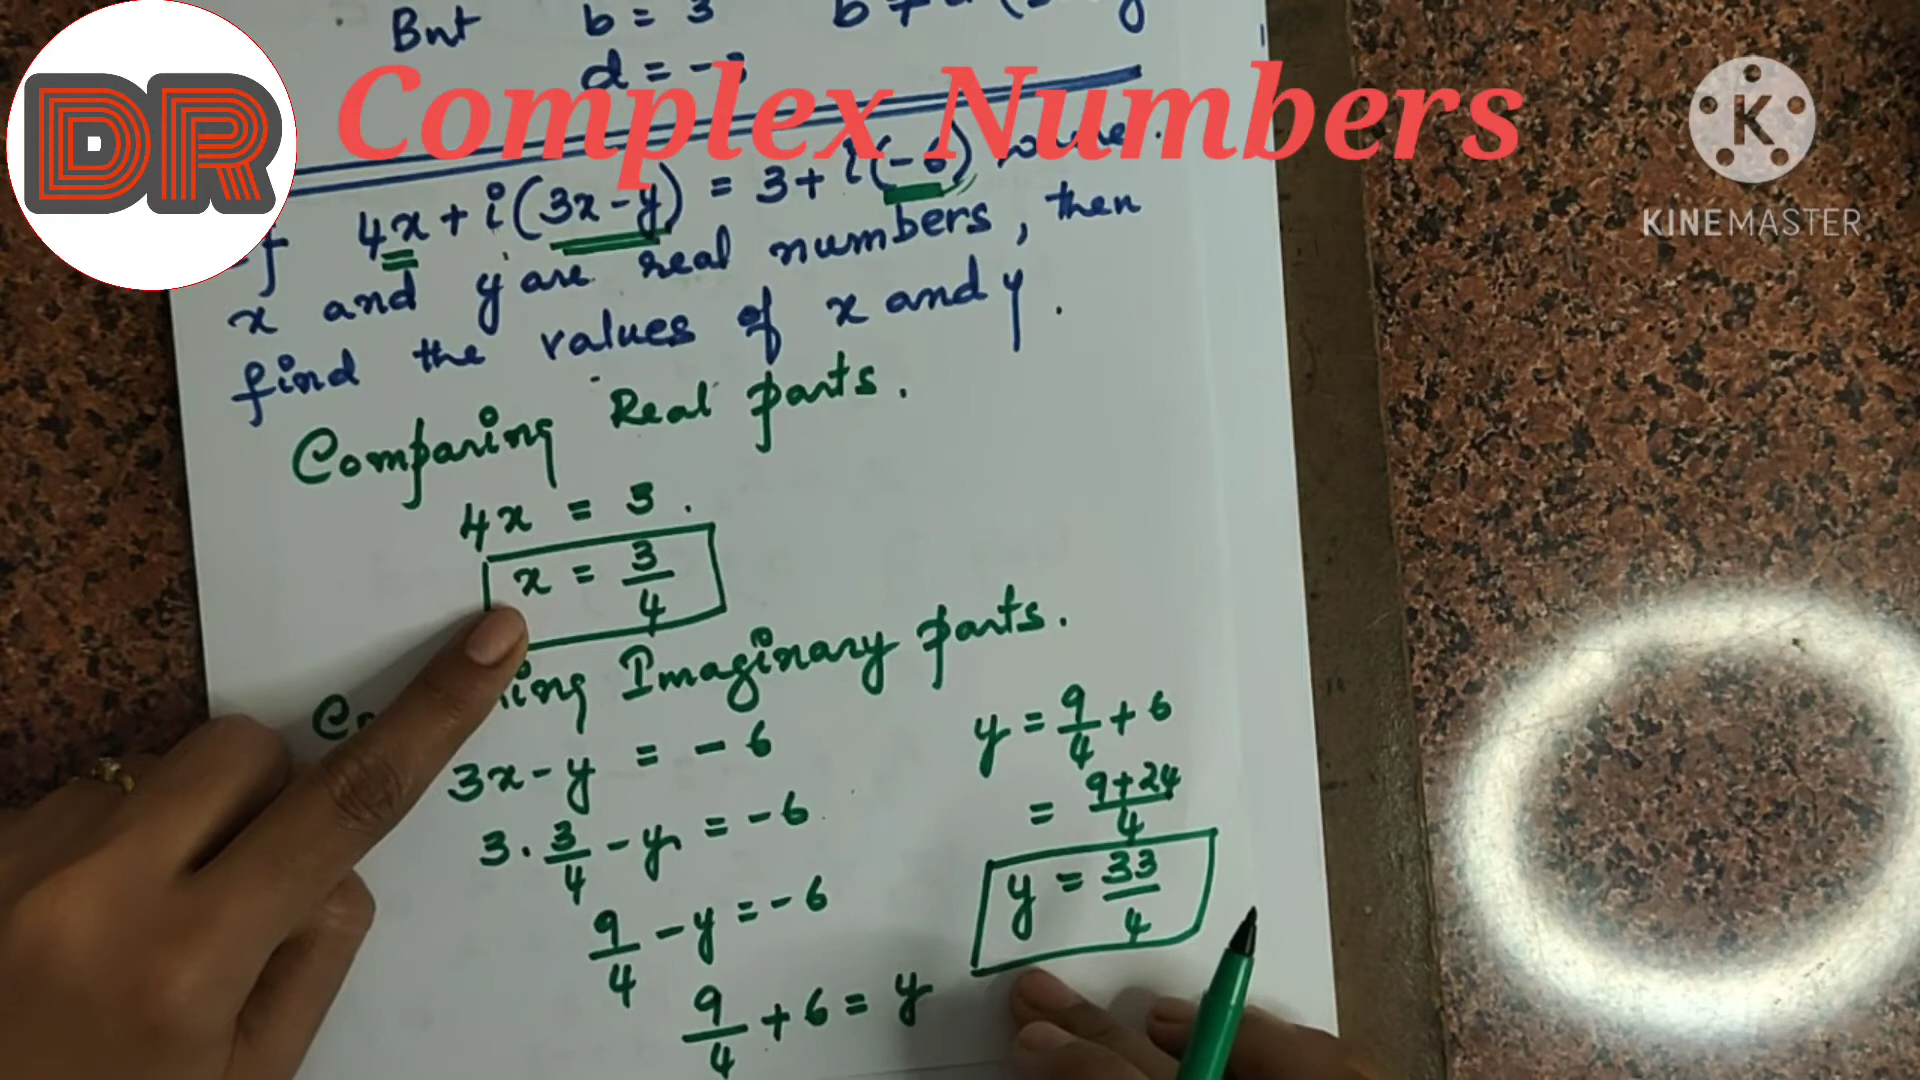 But b = 3
d = -
DR
Complex Numbers
K
KINEMASTER
4x + i(3x-y) = 3 + i(-6)
x and y are real numbers, then
find the values of x and y.
Comparing Real parts.
4x = 3.
x = 3/4
Imaginary parts.
3x-y = -6
3. 3/4 - y = -6
9/4 - y = -6
9/4 + 6 = y
y = 9/4 + 6
= 9+24/4
y = 33/4